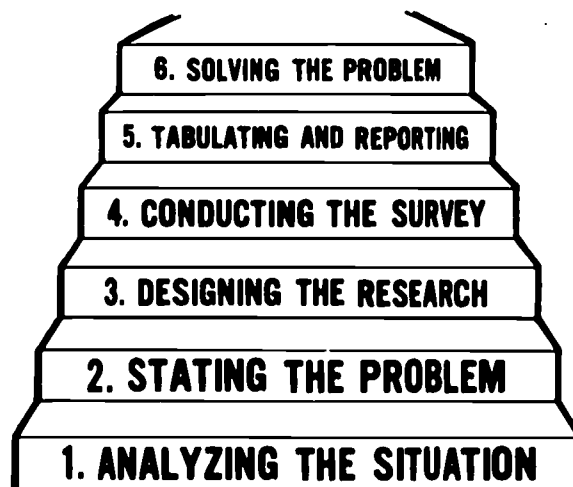 6. SOLVING THE PROBLEM
5. TABULATING AND REPORTING
4. CONDUCTING THE SURVEY
3. DESIGNING THE RESEARCH
2. STATING THE PROBLEM
1. ANALYZING THE SITUATION